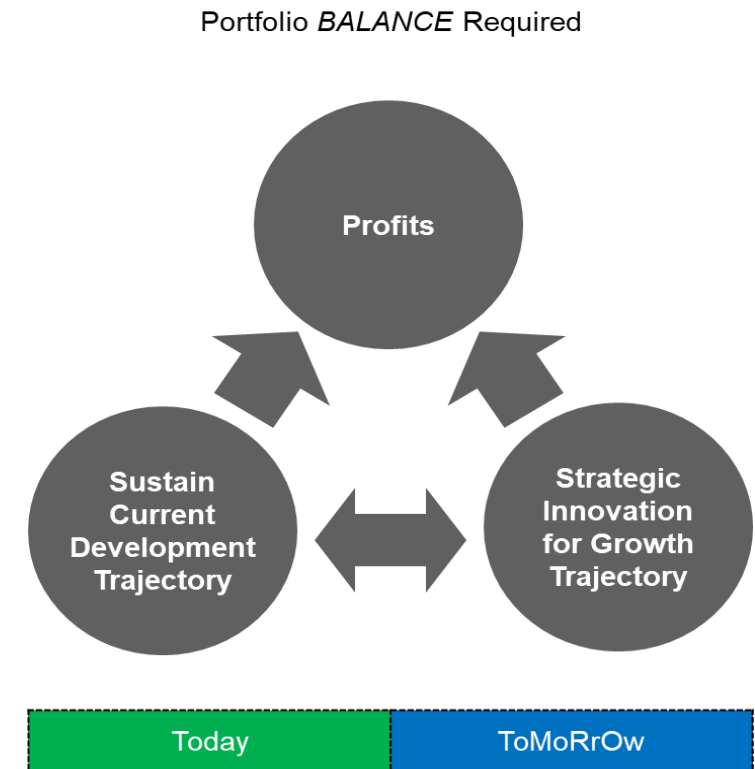 Portfolio BALANCE Required
Profits
Sustain
Current
Development
Trajectory
Strategic
Innovation
for Growth
Trajectory
Today
ToMoRrOw